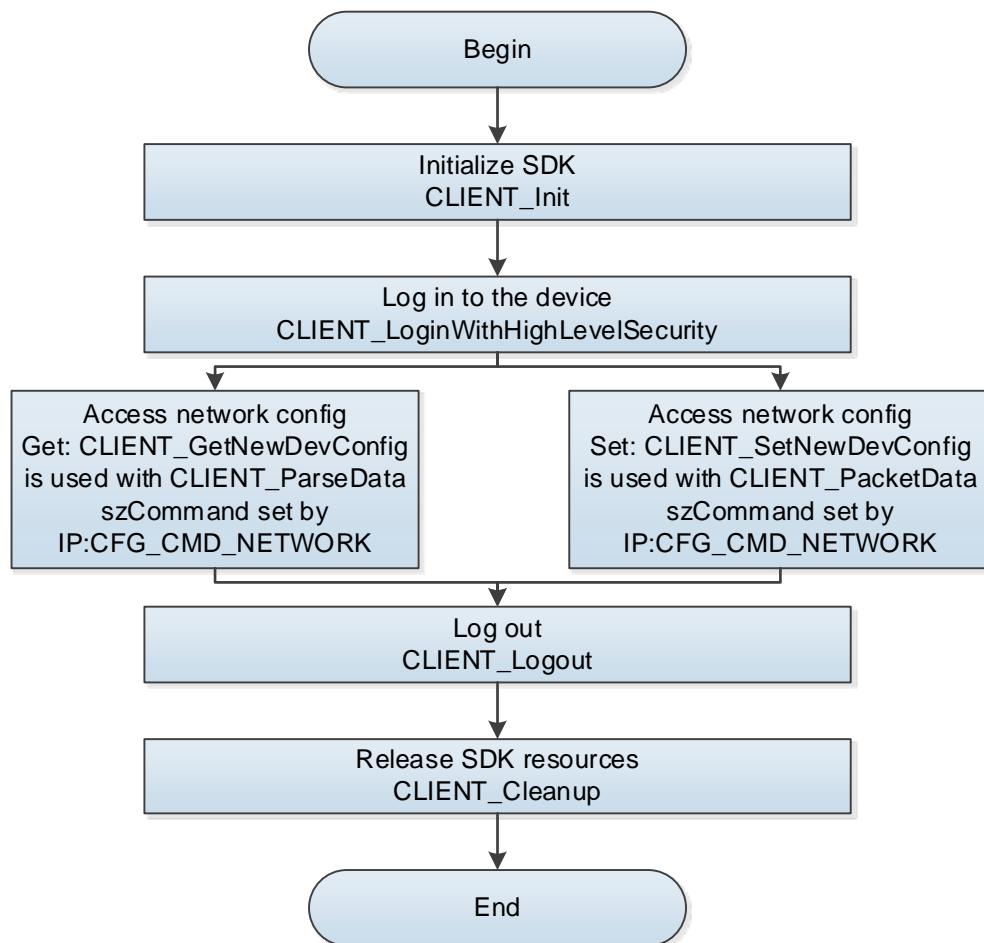 Begin
Initialize SDK
CLIENT_Init
Log in to the device
CLIENT_LoginWithHighLevelSecurity
Access network config
Get: CLIENT_GetNewDevConfig
is used with CLIENT_ParseData
szCommand set by
IP:CFG_CMD_NETWORK
Access network config
Set: CLIENT_SetNewDevConfig
is used with CLIENT_PacketData
szCommand set by
IP:CFG_CMD_NETWORK
Log out
CLIENT_Logout
Release SDK resources
CLIENT_Cleanup
End